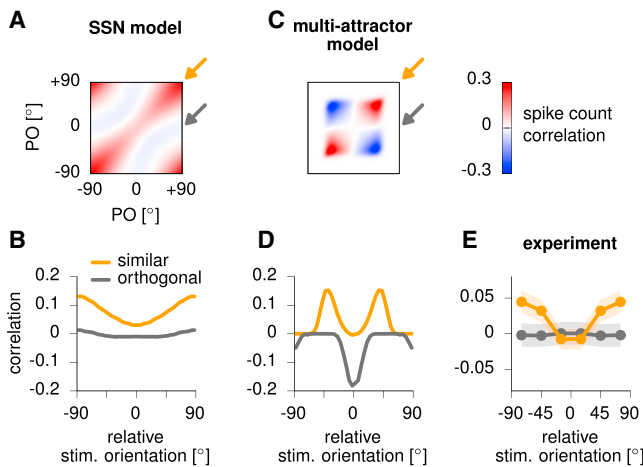 A
SSN model
PO [°]
+90
0
-90
-90
0
+90
PO [°]
C
multi-attractor
model
0.3
0
-0.3
spike count
correlation
B
similar
orthogonal
correlation
0.2
0.1
0
-0.1
-0.2
-90
0
90
relative
stim. orientation [°]
D
0.2
0.1
0
-0.1
-0.2
-90
0
90
relative
stim. orientation [°]
E
experiment
0.05
0
-0.05
-90
-45
0
45
90
relative
stim. orientation [°]